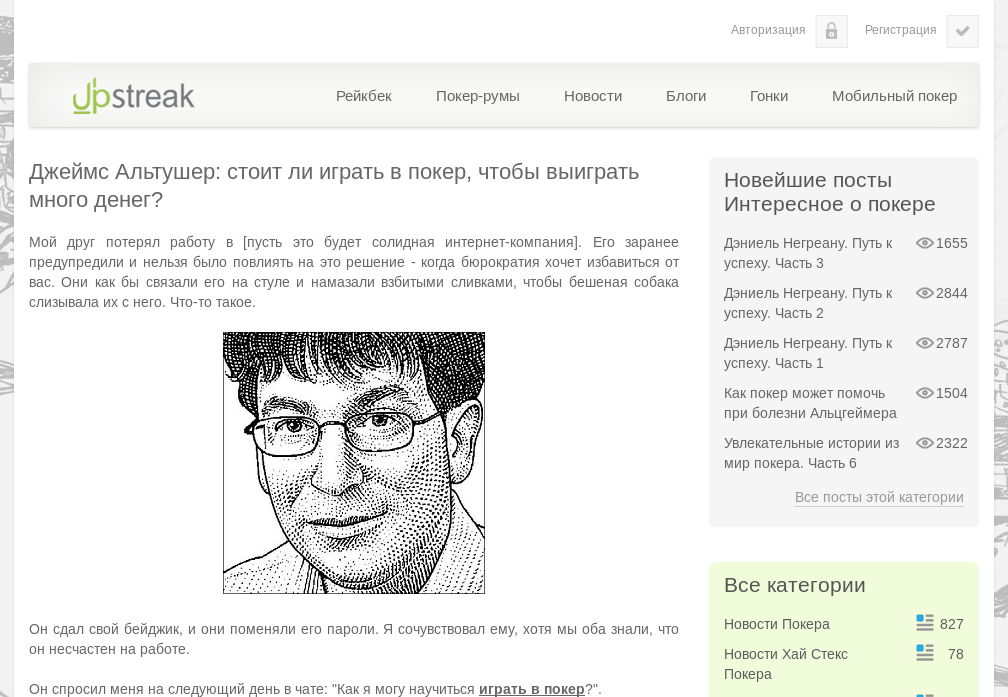 Авторизация
Регистрация
Upstreak
Рейкбек
Покер-румы
Новости
Блоги
Гонки
Мобильный покер
Джеймс Альтушер: стоит ли играть в покер, чтобы выиграть
много денег?
Мой друг потерял работу в [пусть это будет солидная интернет-компания]. Его заранее
предупредили и нельзя было повлиять на это решение - когда бюрократия хочет избавиться от
вас. Они как бы связали его на стуле и намазали взбитыми сливками, чтобы бешеная собака
слизывала их с него. Что-то такое.
Он сдал свой бейджик, и они поменяли его пароли. Я сочувствовал ему, хотя мы оба знали, что
он несчастен на работе.
Он спросил меня на следующий день в чате: "Как я могу научиться играть в покер?".
Новейшие посты
Интересное о покере
Дэниель Негреану. Путь к 1655
успеху. Часть 3
Дэниель Негреану. Путь к 2844
успеху. Часть 2
Дэниель Негреану. Путь к 2787
успеху. Часть 1
Как покер может помочь 1504
при болезни Альцгеймера
Увлекательные истории из 2322
мир покера. Часть 6
Все посты этой категории
Все категории
Новости Покера 827
Новости Хай Стекс 78
Покера